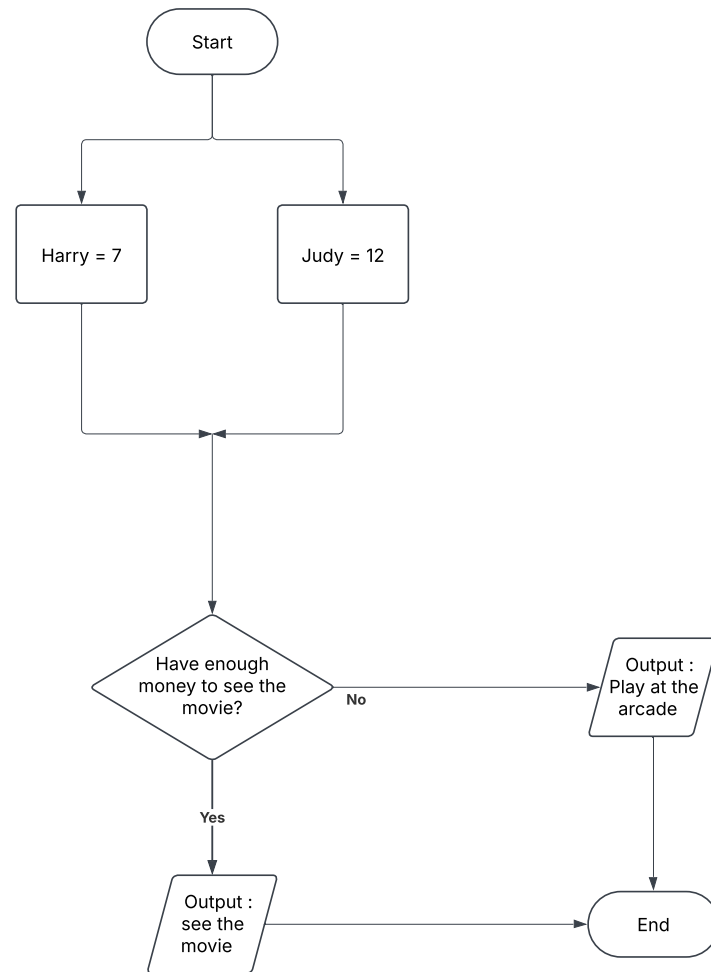 Start
Harry = 7
Judy = 12
Have enough
money to see the
movie?
No
Output :
Play at the
arcade
Yes
Output :
see the
movie
End